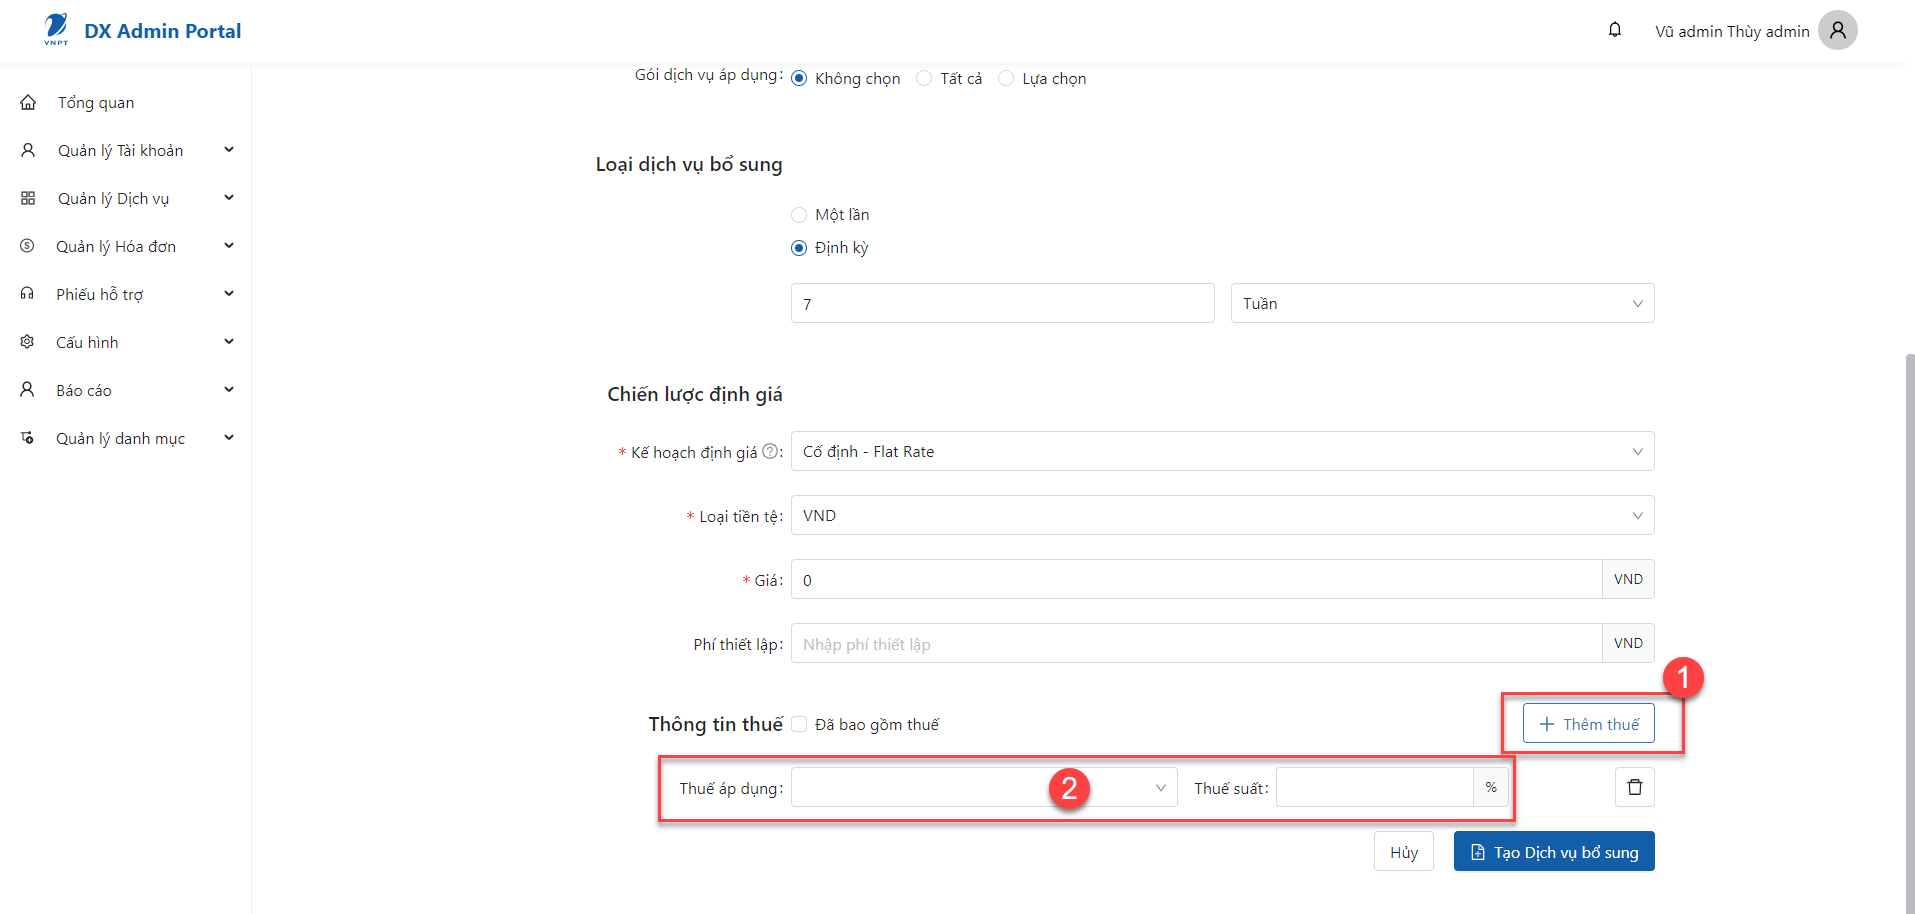 VNPT
DX Admin Portal
Vũ admin Thùy admin
Tổng quan
Quản lý Tài khoản
Quản lý Dịch vụ
Quản lý Hóa đơn
Phiếu hỗ trợ
Cấu hình
Báo cáo
Quản lý danh mục
Gói dịch vụ áp dụng: Không chọn Tất cả Lựa chọn
Loại dịch vụ bổ sung
Một lần
Định kỳ
7 Tuần
Chiến lược định giá
* Kế hoạch định giá ?: Cố định - Flat Rate
* Loại tiền tệ: VND
* Giá: 0 VND
Phí thiết lập: Nhập phí thiết lập VND
1
Thông tin thuế Đã bao gồm thuế + Thêm thuế
Thuế áp dụng: 2 Thuế suất: %
Hủy Tạo Dịch vụ bổ sung